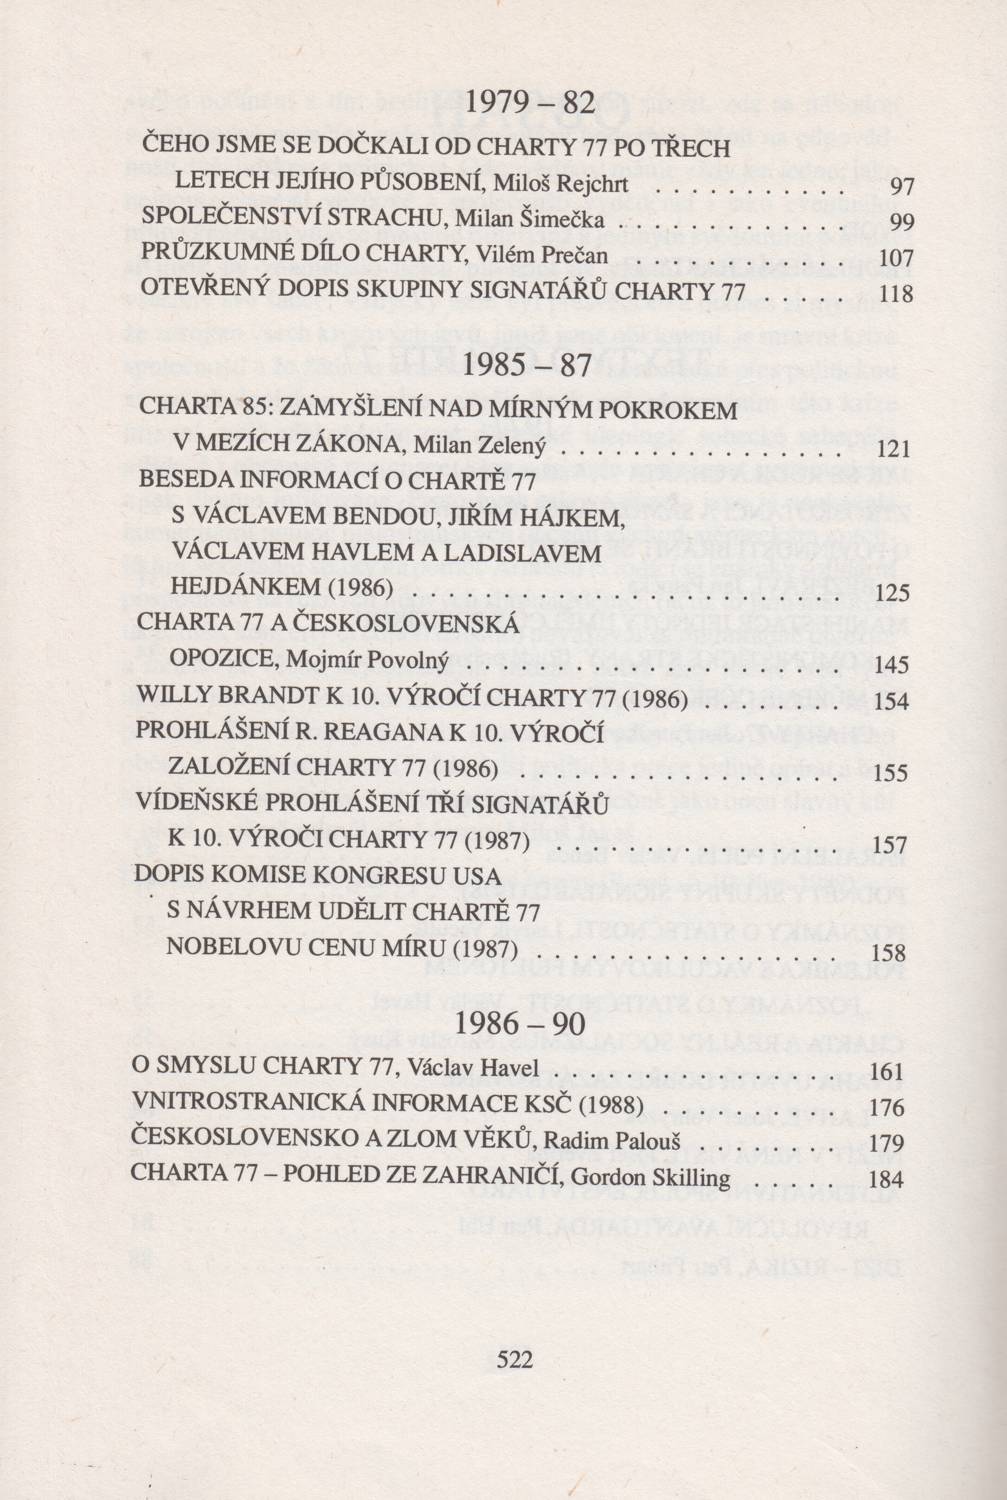 1979 – 82
ČEHO JSME SE DOČKALI OD CHARTY 77 PO TŘECH
LETECH JEJÍHO PŮSOBENÍ, Miloš Rejchrt . . . . . . . . . . . 97
SPOLEČENSTVÍ STRACHU, Milan Šimečka . . . . . . . . . . . . 99
PRŮZKUMNÉ DÍLO CHARTY, Vilém Prečan . . . . . . . . . . . . 107
OTEVŘENÝ DOPIS SKUPINY SIGNATÁŘŮ CHARTY 77 . . . . . 118
1985 – 87
CHARTA'85: ZAMYŠLENÍ NAD MÍRNÝM POKROKEM
V MEZÍCH ZÁKONA, Milan Zelený . . . . . . . . . . . . . . . . 121
BESEDA INFORMACÍ O CHARTĚ 77
S VÁCLAVEM BENDOU, JIŘÍM HÁJKEM,
VÁCLAVEM HAVLEM A LADISLAVEM
HEJDÁNKEM (1986) . . . . . . . . . . . . . . . . . . . . . . . . 125
CHARTA 77 A ČESKOSLOVENSKÁ
OPOZICE, Mojmír Povolný . . . . . . . . . . . . . . . . . . . . . 145
WILLY BRANDT K 10. VÝROČÍ CHARTY 77 (1986) . . . . . . . . 154
PROHLÁŠENÍ R. REAGANA K 10. VÝROČÍ
ZALOŽENÍ CHARTY 77 (1986) . . . . . . . . . . . . . . . . . . 155
VÍDEŇSKÉ PROHLÁŠENÍ TŘÍ SIGNATÁŘŮ
K 10. VÝROČI CHARTY 77 (1987) . . . . . . . . . . . . . . . . 157
DOPIS KOMISE KONGRESU USA
S NÁVRHEM UDĚLIT CHARTĚ 77
NOBELOVU CENU MÍRU (1987) . . . . . . . . . . . . . . . . . 158
1986 – 90
O SMYSLU CHARTY 77, Václav Havel . . . . . . . . . . . . . . . . 161
VNITROSTRANICKÁ INFORMACE KSČ (1988) . . . . . . . . . . 176
ČESKOSLOVENSKO A ZLOM VĚKŮ, Radim Palouš . . . . . . . . 179
CHARTA 77 – POHLED ZE ZAHRANIČÍ, Gordon Skilling . . . . . 184
522